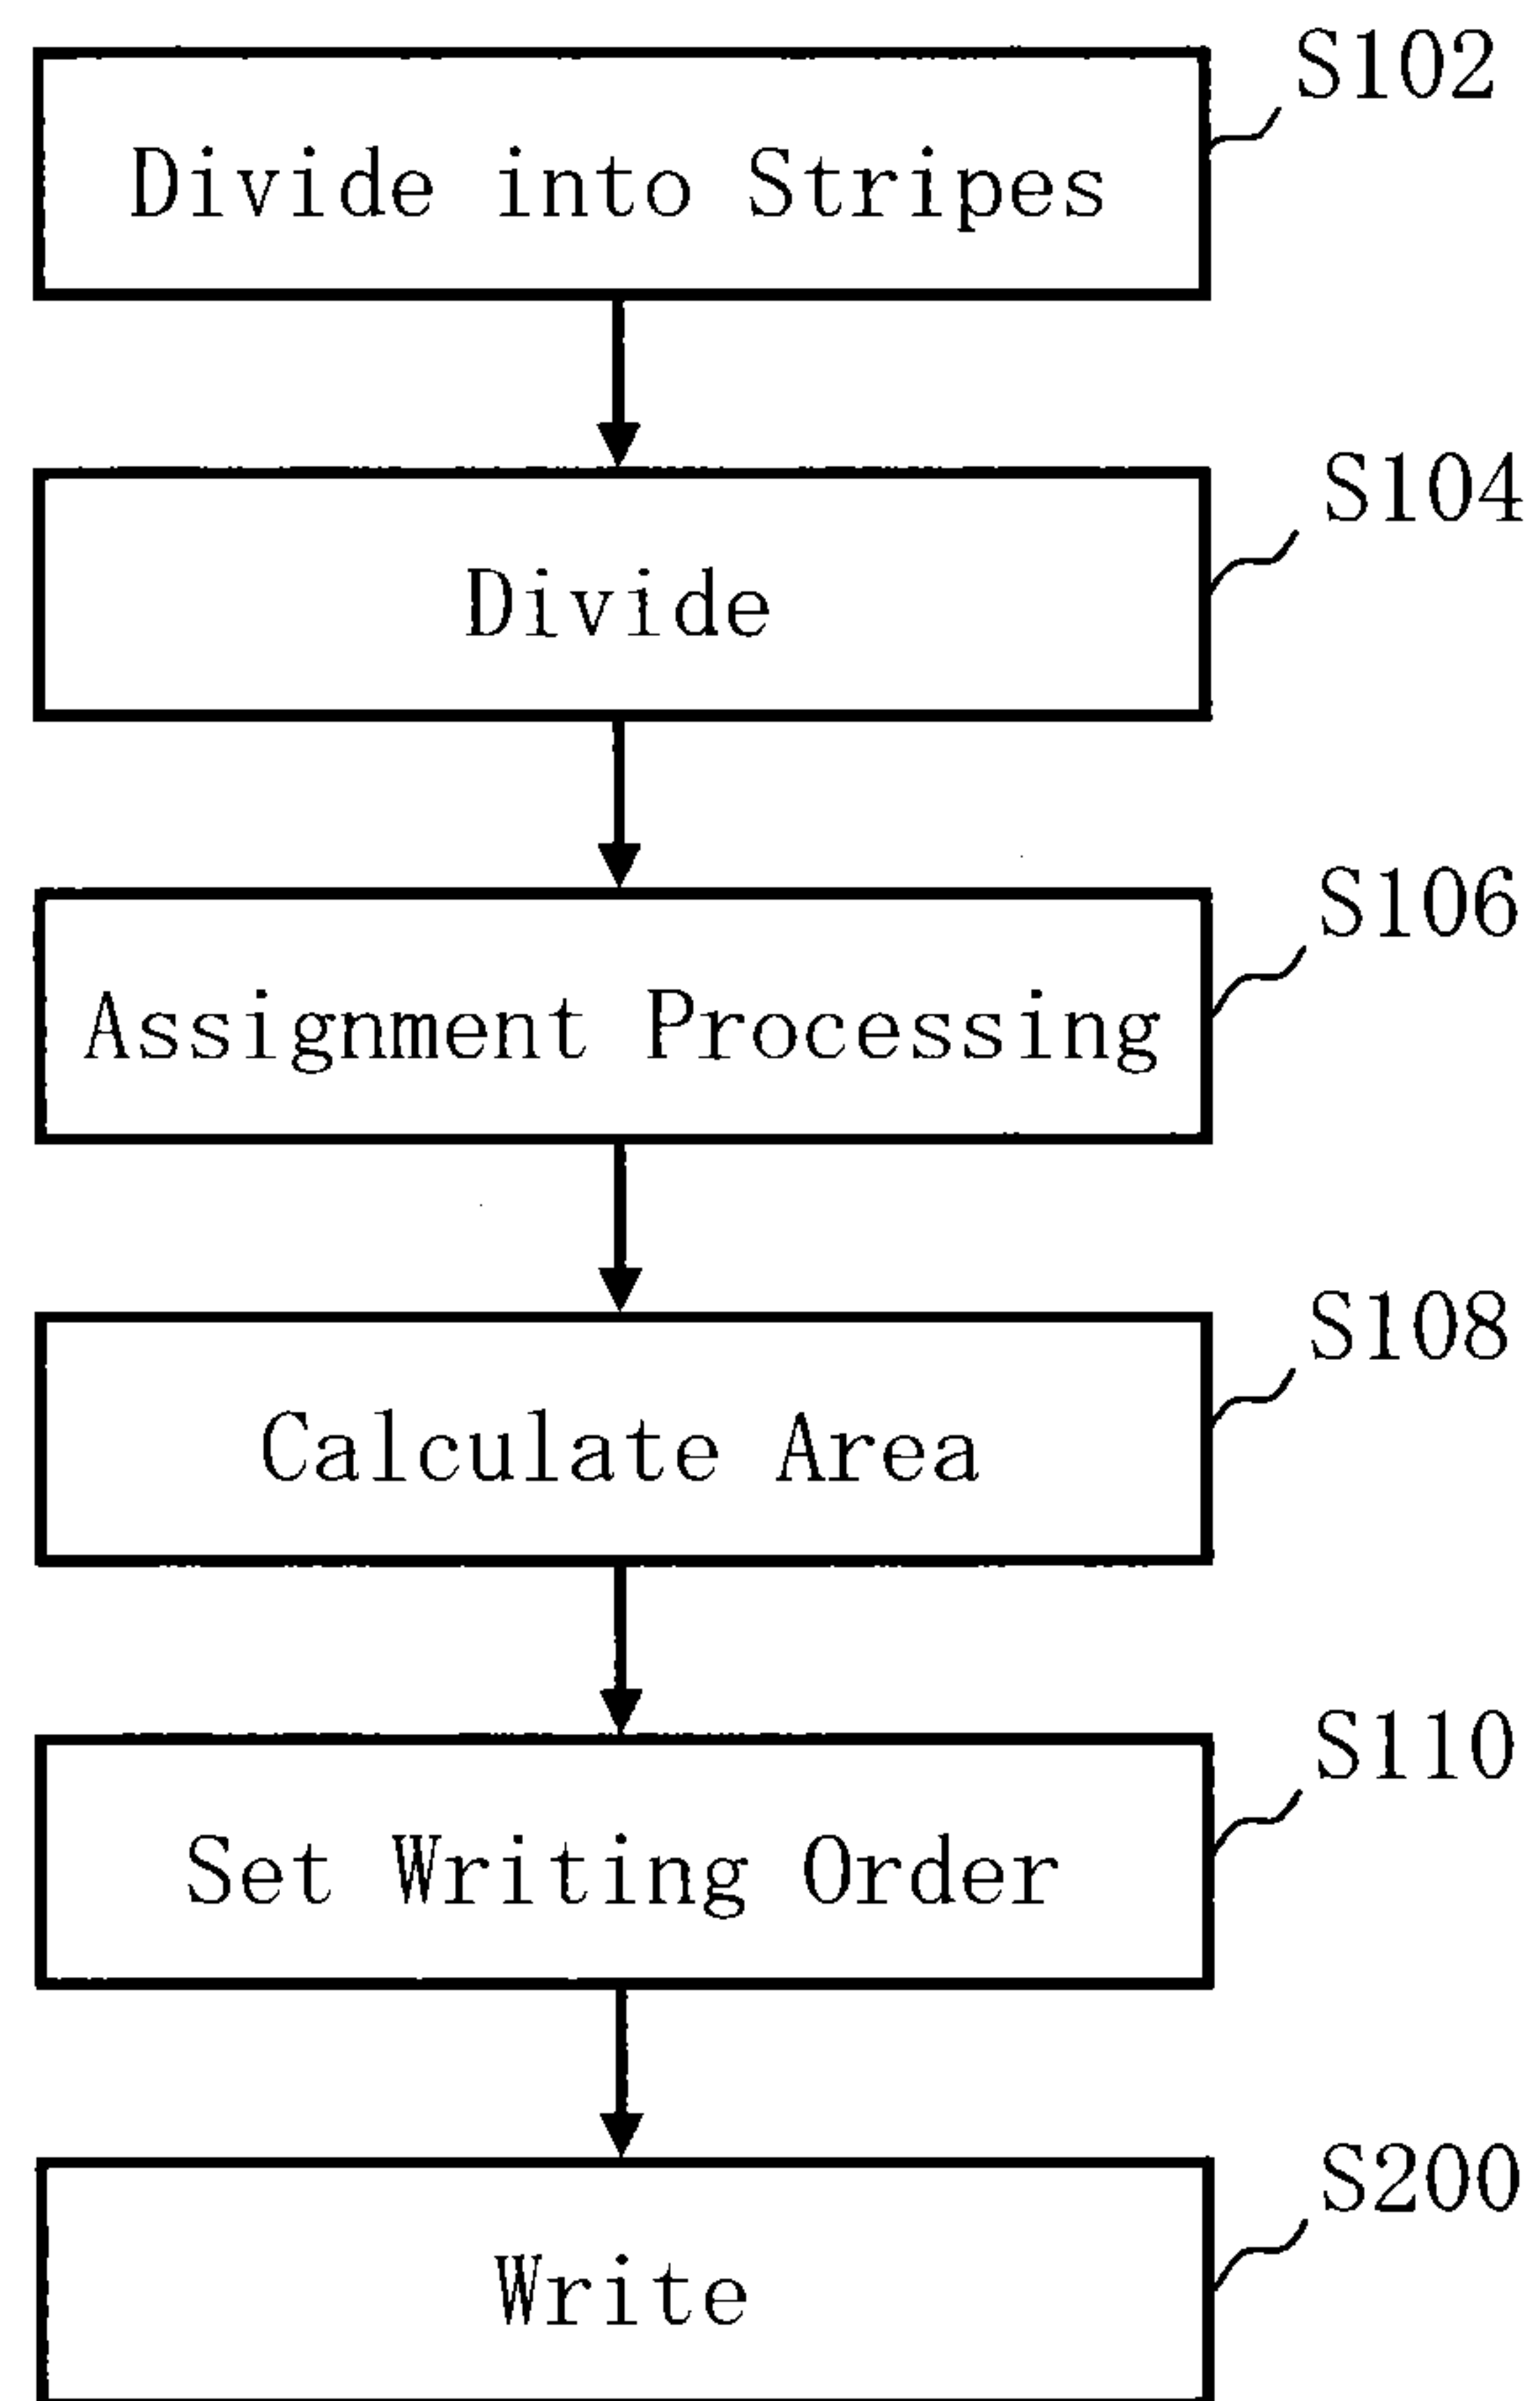 S102
Divide into Stripes
S104
Divide
S106
Assignment Processing
S108
Calculate Area
S110
Set Writing Order
S200
Write